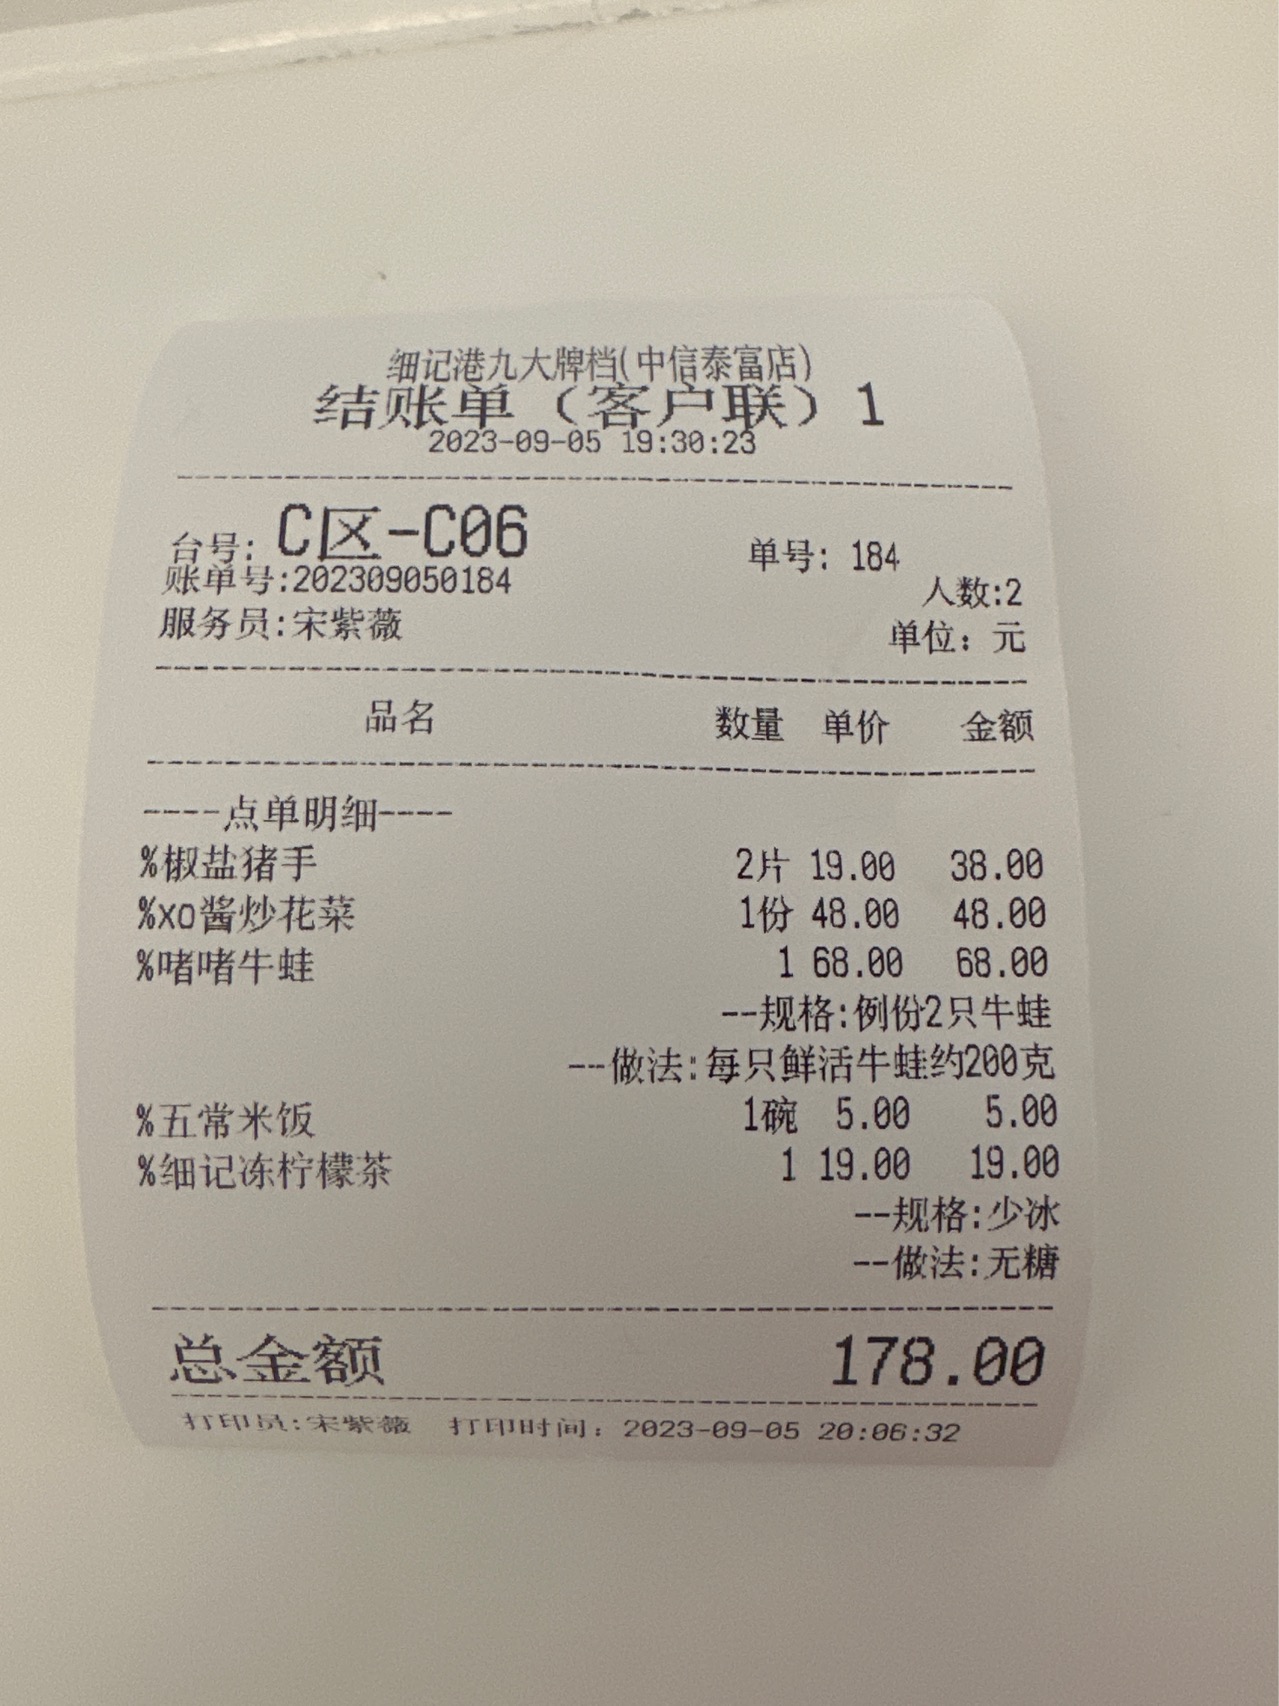 细记港九大牌档(中信泰富店)
结账单（客户联）1
2023-09-05 19:30:23
台号: C区-C06 单号: 184
账单号:202309050184 人数:2
服务员:宋紫薇 单位：元
品名 数量 单价 金额
----点单明细----
%椒盐猪手 2片 19.00 38.00
%xo酱炒花菜 1份 48.00 48.00
%啫啫牛蛙 1 68.00 68.00
--规格:例份2只牛蛙
--做法:每只鲜活牛蛙约200克
%五常米饭 1碗 5.00 5.00
%细记冻柠檬茶 1 19.00 19.00
--规格:少冰
--做法:无糖
总金额 178.00
打印员:宋紫薇 打印时间：2023-09-05 20:06:32